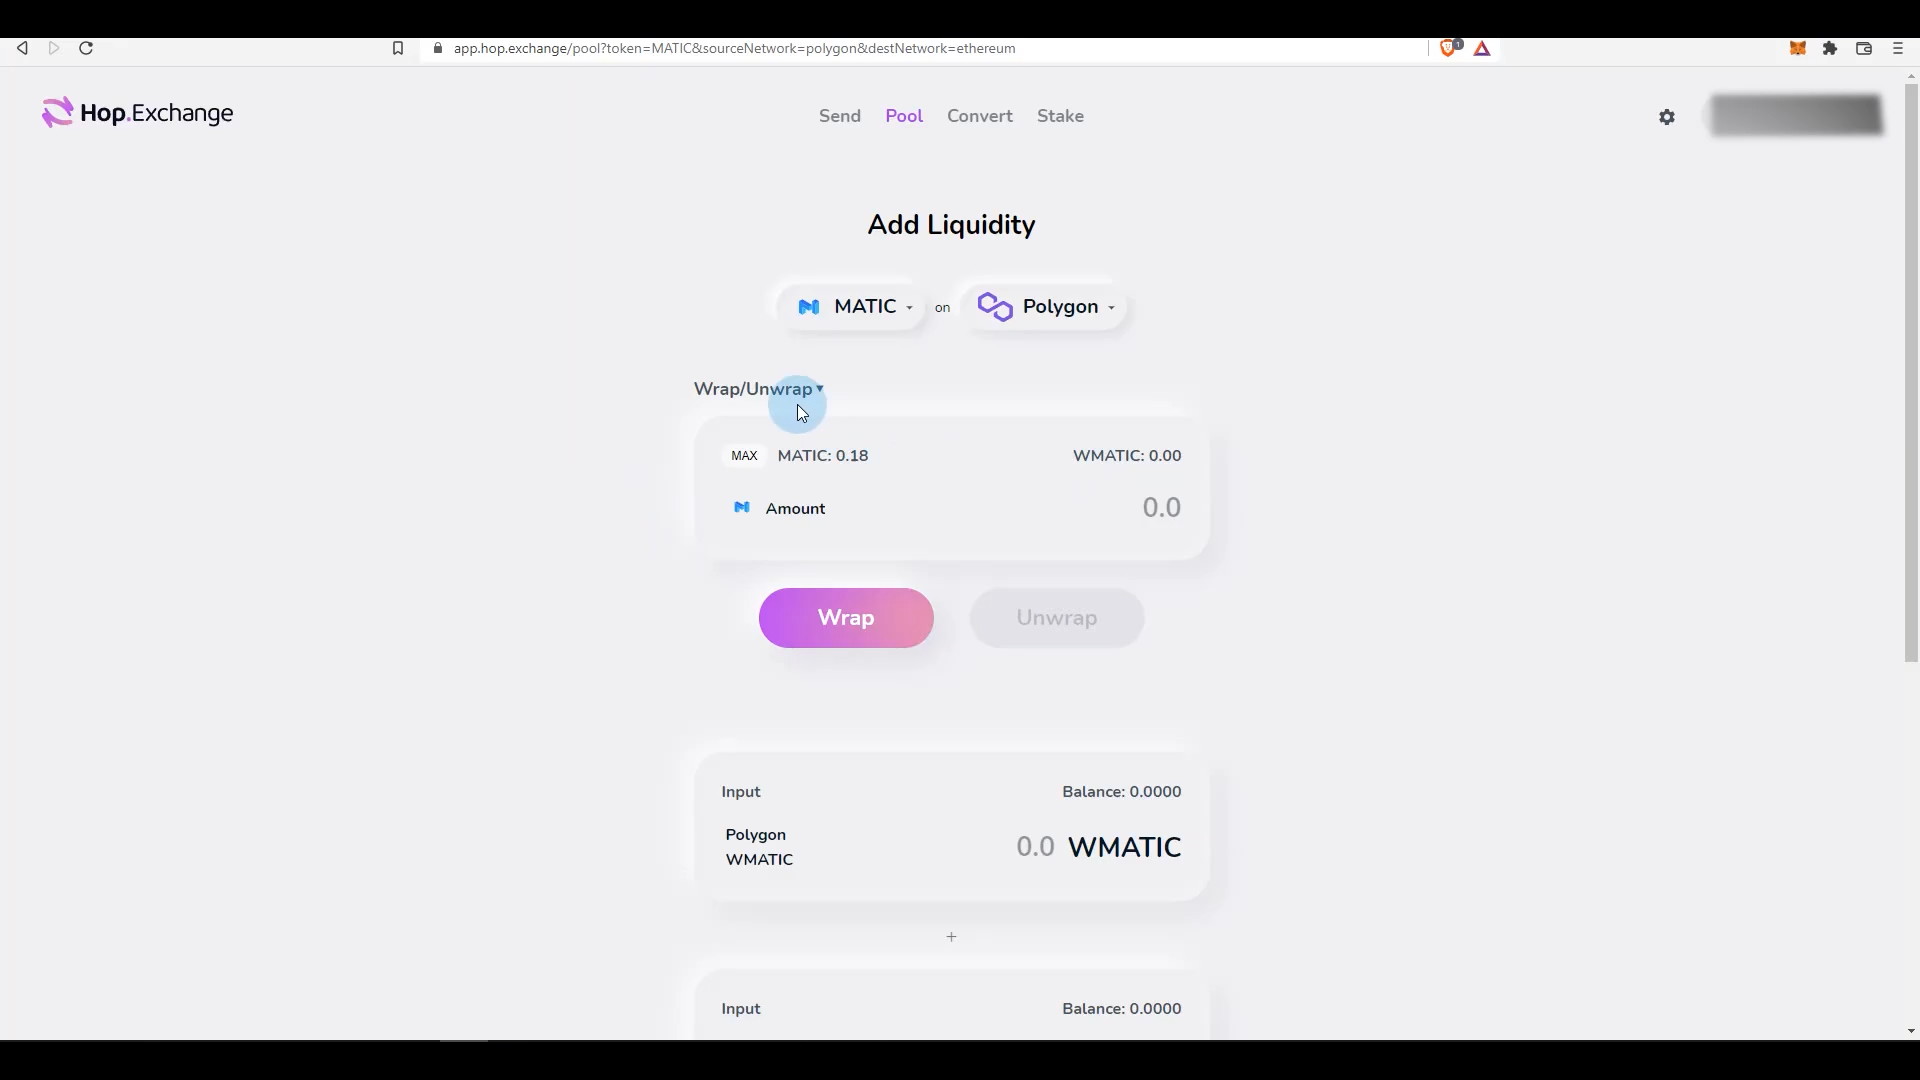 app.hop.exchange/pool?token=MATIC&sourceNetwork=polygon&destNetwork=ethereum
1
Hop.Exchange
Send Pool Convert Stake
Add Liquidity
MATIC on Polygon
Wrap/Unwrap
MAX MATIC: 0.18 WMATIC: 0.00
Amount 0.0
Wrap Unwrap
Input Balance: 0.0000
Polygon
WMATIC
0.0 WMATIC
+
Input Balance: 0.0000